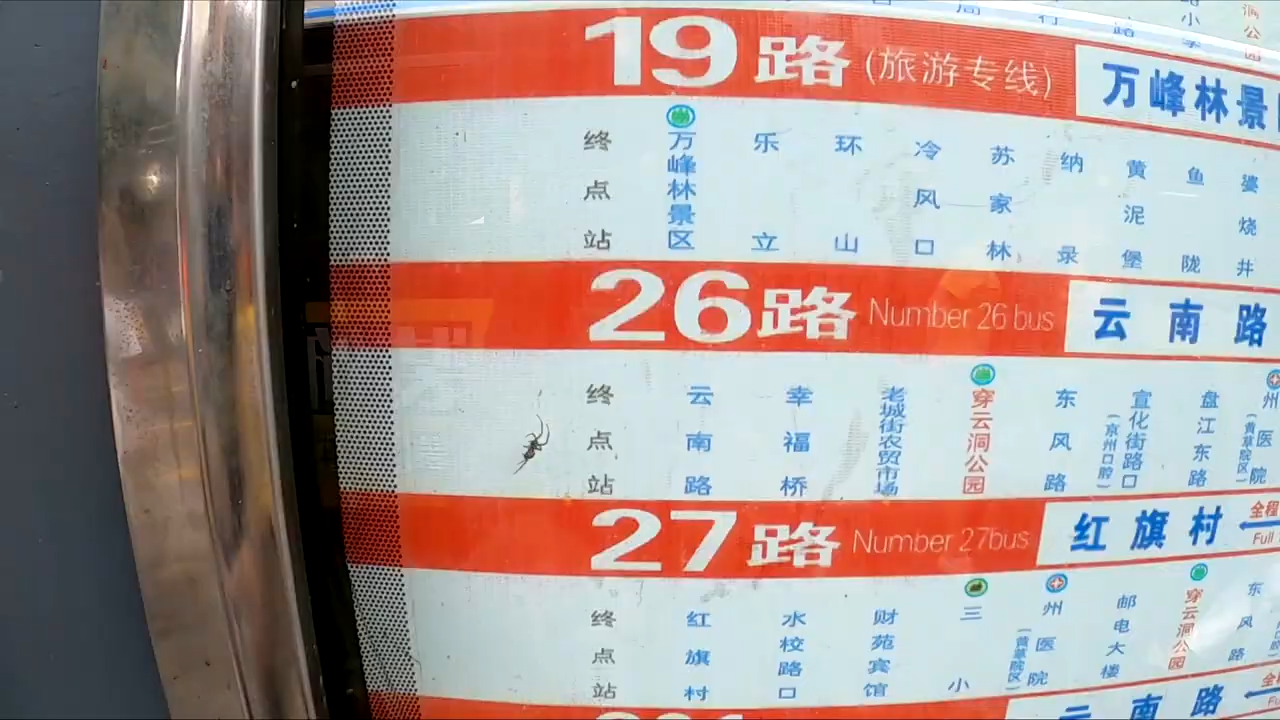 19路(旅游专线) 万峰林景
终点站 万峰林景区 乐立 环山 冷风口 苏家林 纳录 黄泥堡 鱼陇 婆烧井
26路 Number 26 bus 云南路
终点站 云南路 幸福桥 老城街农贸市场 穿云洞公园 东风路 宣化街路口(京州口腔) 盘江东路 州医院(黄草院区)
27路 Number 27bus 红旗村 全程
Full
终点站 红旗村 水校路口 财苑宾馆 三小 州医院(黄草院区) 邮电大楼 穿云洞公园 东风路
云南路